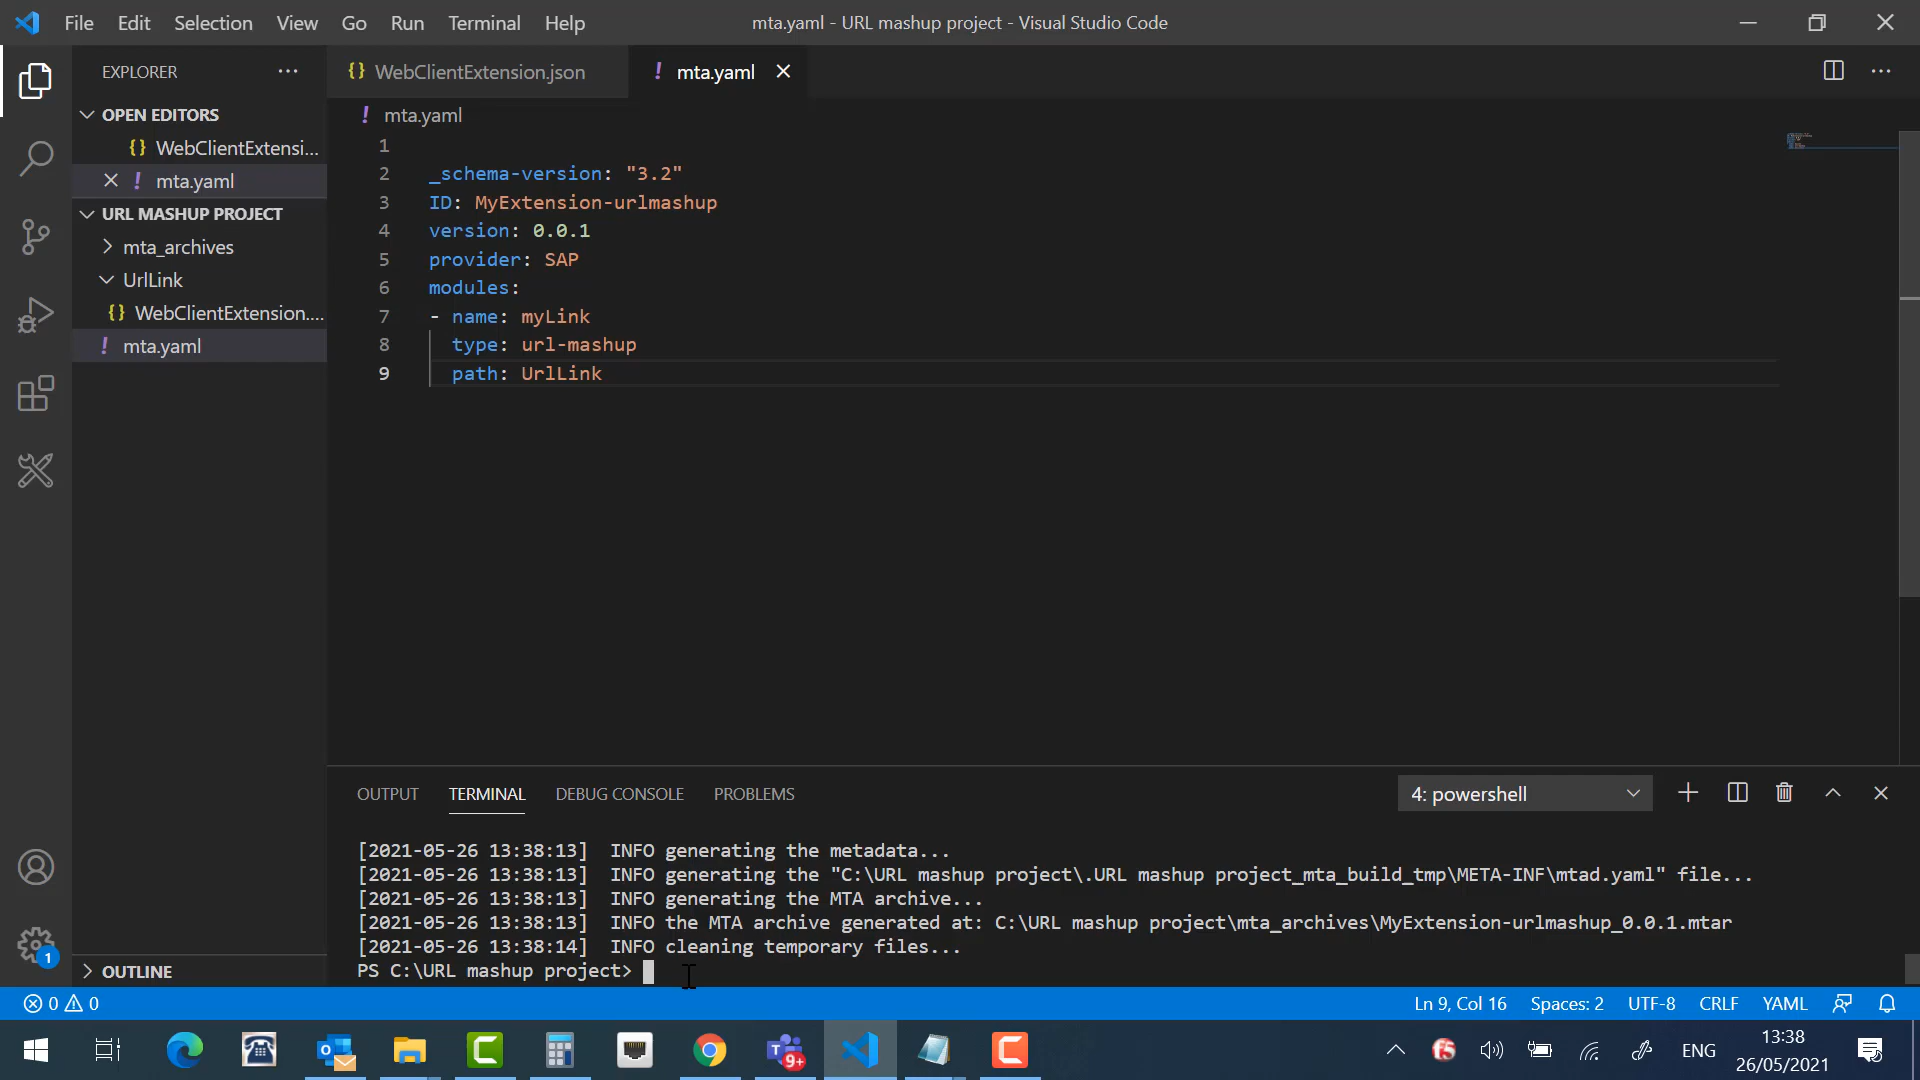 File Edit Selection View Go Run Terminal Help
mta.yaml - URL mashup project - Visual Studio Code
EXPLORER
OPEN EDITORS
{} WebClientExtensi...
! mta.yaml
URL MASHUP PROJECT
mta_archives
UrlLink
{} WebClientExtension....
! mta.yaml
OUTLINE
{} WebClientExtension.json
! mta.yaml
! mta.yaml
1
2 _schema-version: "3.2"
3 ID: MyExtension-urlmashup
4 version: 0.0.1
5 provider: SAP
6 modules:
7 - name: myLink
8 type: url-mashup
9 path: UrlLink
OUTPUT TERMINAL DEBUG CONSOLE PROBLEMS
4: powershell
[2021-05-26 13:38:13] INFO generating the metadata...
[2021-05-26 13:38:13] INFO generating the "C:\URL mashup project\.URL mashup project_mta_build_tmp\META-INF\mtad.yaml" file...
[2021-05-26 13:38:13] INFO generating the MTA archive...
[2021-05-26 13:38:13] INFO the MTA archive generated at: C:\URL mashup project\mta_archives\MyExtension-urlmashup_0.0.1.mtar
[2021-05-26 13:38:14] INFO cleaning temporary files...
PS C:\URL mashup project>
1
0 0
Ln 9, Col 16 Spaces: 2 UTF-8 CRLF YAML
9+
ENG
13:38
26/05/2021